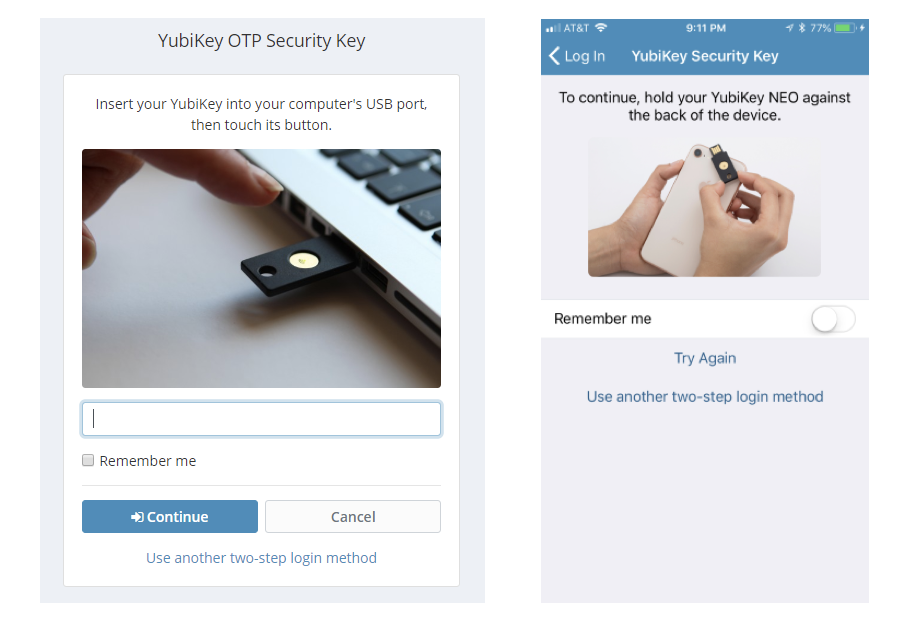 YubiKey OTP Security Key
Insert your YubiKey into your computer's USB port,
then touch its button.
Remember me
Continue
Cancel
Use another two-step login method
AT&T
9:11 PM
77%
Log In
YubiKey Security Key
To continue, hold your YubiKey NEO against
the back of the device.
Remember me
Try Again
Use another two-step login method